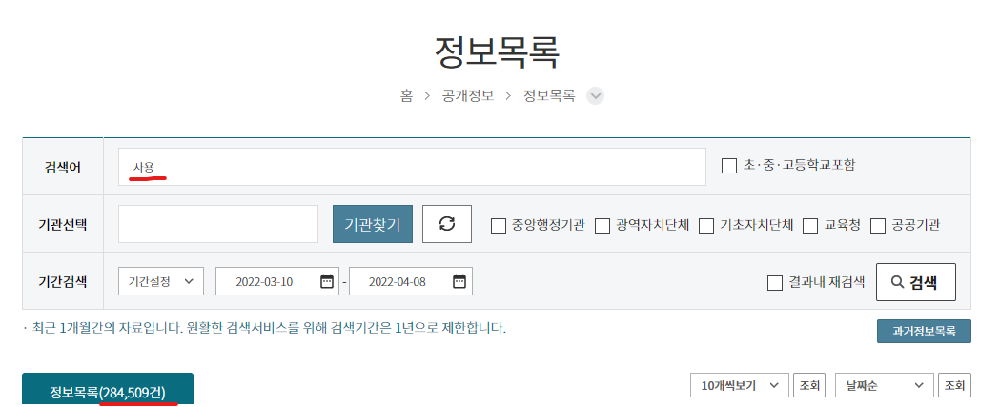 정보목록
홈 > 공개정보 > 정보목록
검색어 사용 초·중·고등학교포함
기관선택 기관찾기 중앙행정기관 광역자치단체 기초자치단체 교육청 공공기관
기간검색 기간설정 2022-03-10 - 2022-04-08 결과내 재검색 검색
· 최근 1개월간의 자료입니다. 원활한 검색서비스를 위해 검색기간은 1년으로 제한합니다. 과거정보목록
정보목록(284,509건) 10개씩보기 조회 날짜순 조회